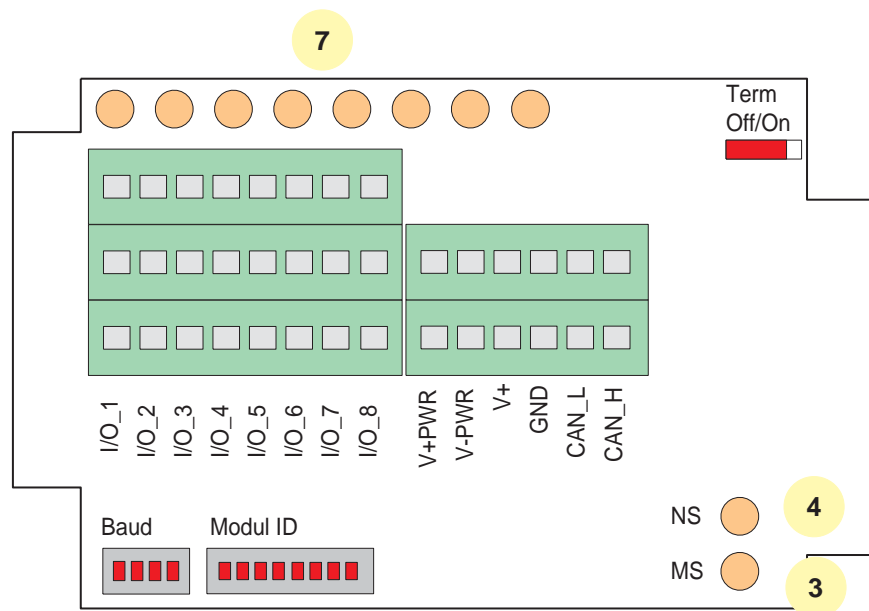 7
Term
Off/On
I/O_1
I/O_2
I/O_3
I/O_4
I/O_5
I/O_6
I/O_7
I/O_8
V+PWR
V-PWR
V+
GND
CAN_L
CAN_H
Baud
Modul ID
NS
4
MS
3